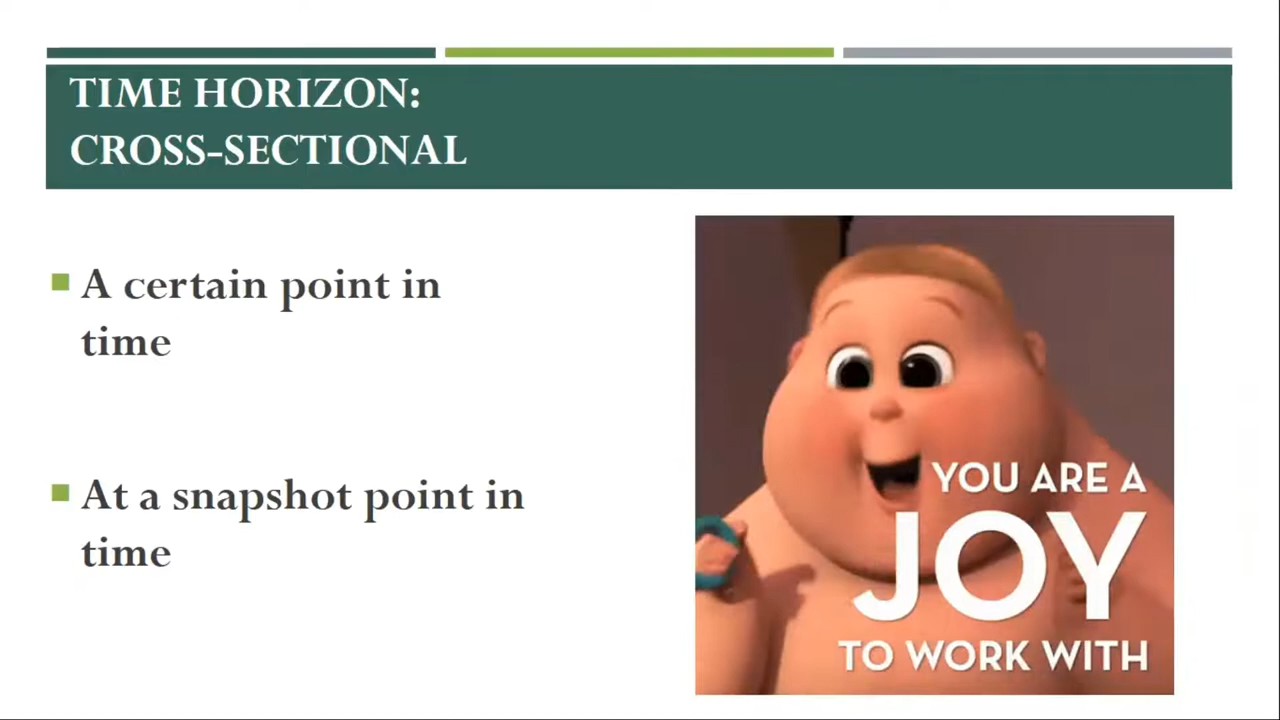 TIME HORIZON:
CROSS-SECTIONAL
A certain point in
time
At a snapshot point in
time
YOU ARE A
JOY
TO WORK WITH